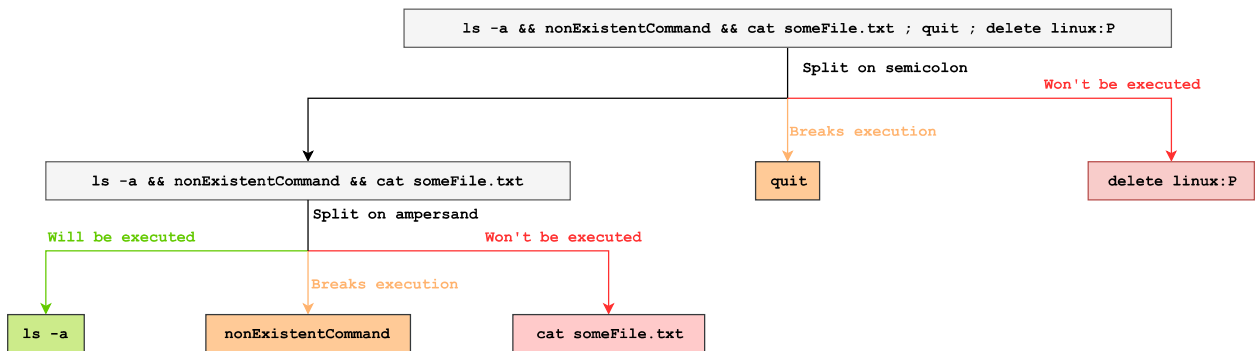 ls -a && nonExistentCommand && cat someFile.txt ; quit ; delete linux:P
Split on semicolon
Won't be executed
Breaks execution
ls -a && nonExistentCommand && cat someFile.txt
quit
delete linux:P
Split on ampersand
Will be executed
Won't be executed
Breaks execution
ls -a
nonExistentCommand
cat someFile.txt